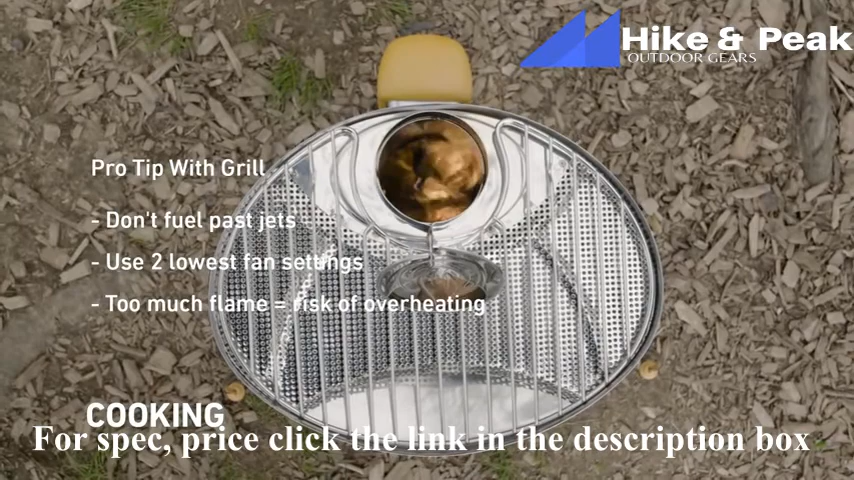 Hike & Peak
OUTDOOR GEARS
Pro Tip With Grill
- Don't fuel past jets
- Use 2 lowest fan settings
- Too much flame = risk of overheating
COOKING
For spec, price click the link in the description box